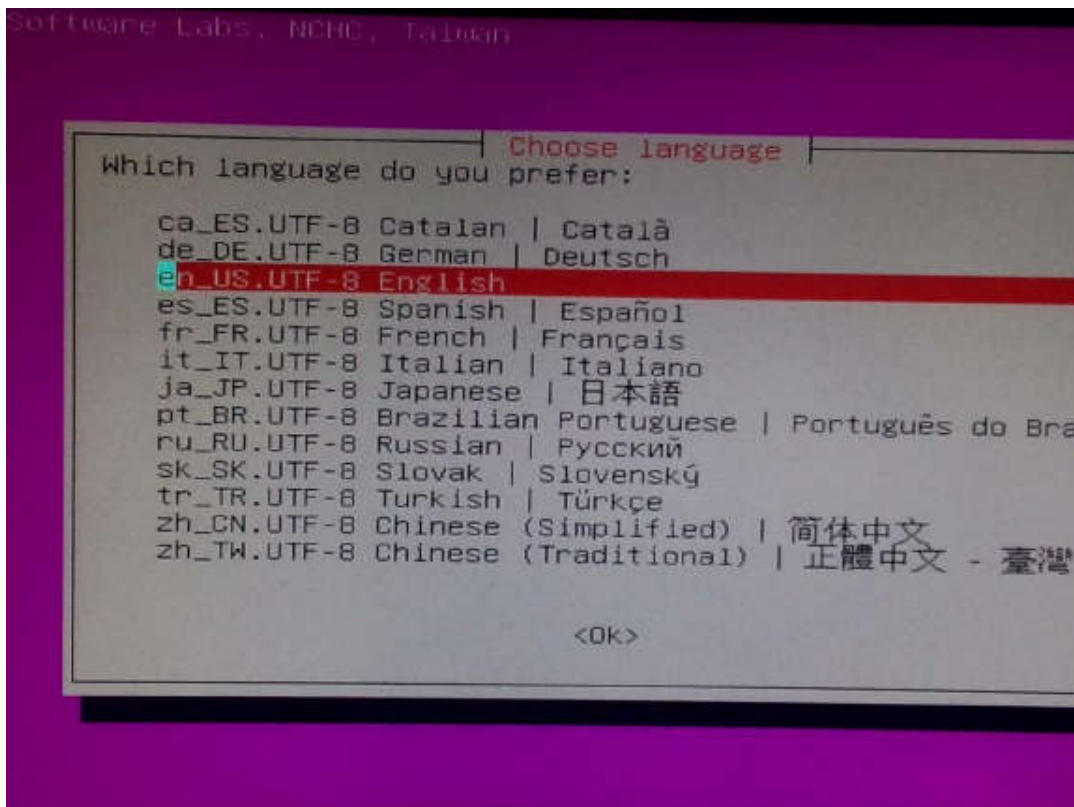 Software Labs, NCHC, Taiwan
Choose language
Which language do you prefer:
ca_ES.UTF-8 Catalan | Català
de_DE.UTF-8 German | Deutsch
en_US.UTF-8 English
es_ES.UTF-8 Spanish | Español
fr_FR.UTF-8 French | Français
it_IT.UTF-8 Italian | Italiano
ja_JP.UTF-8 Japanese | 日本語
pt_BR.UTF-8 Brazilian Portuguese | Português do Bra
ru_RU.UTF-8 Russian | Русский
sk_SK.UTF-8 Slovak | Slovenský
tr_TR.UTF-8 Turkish | Türkçe
zh_CN.UTF-8 Chinese (Simplified) | 简体中文
zh_TW.UTF-8 Chinese (Traditional) | 正體中文 - 臺灣
<Ok>